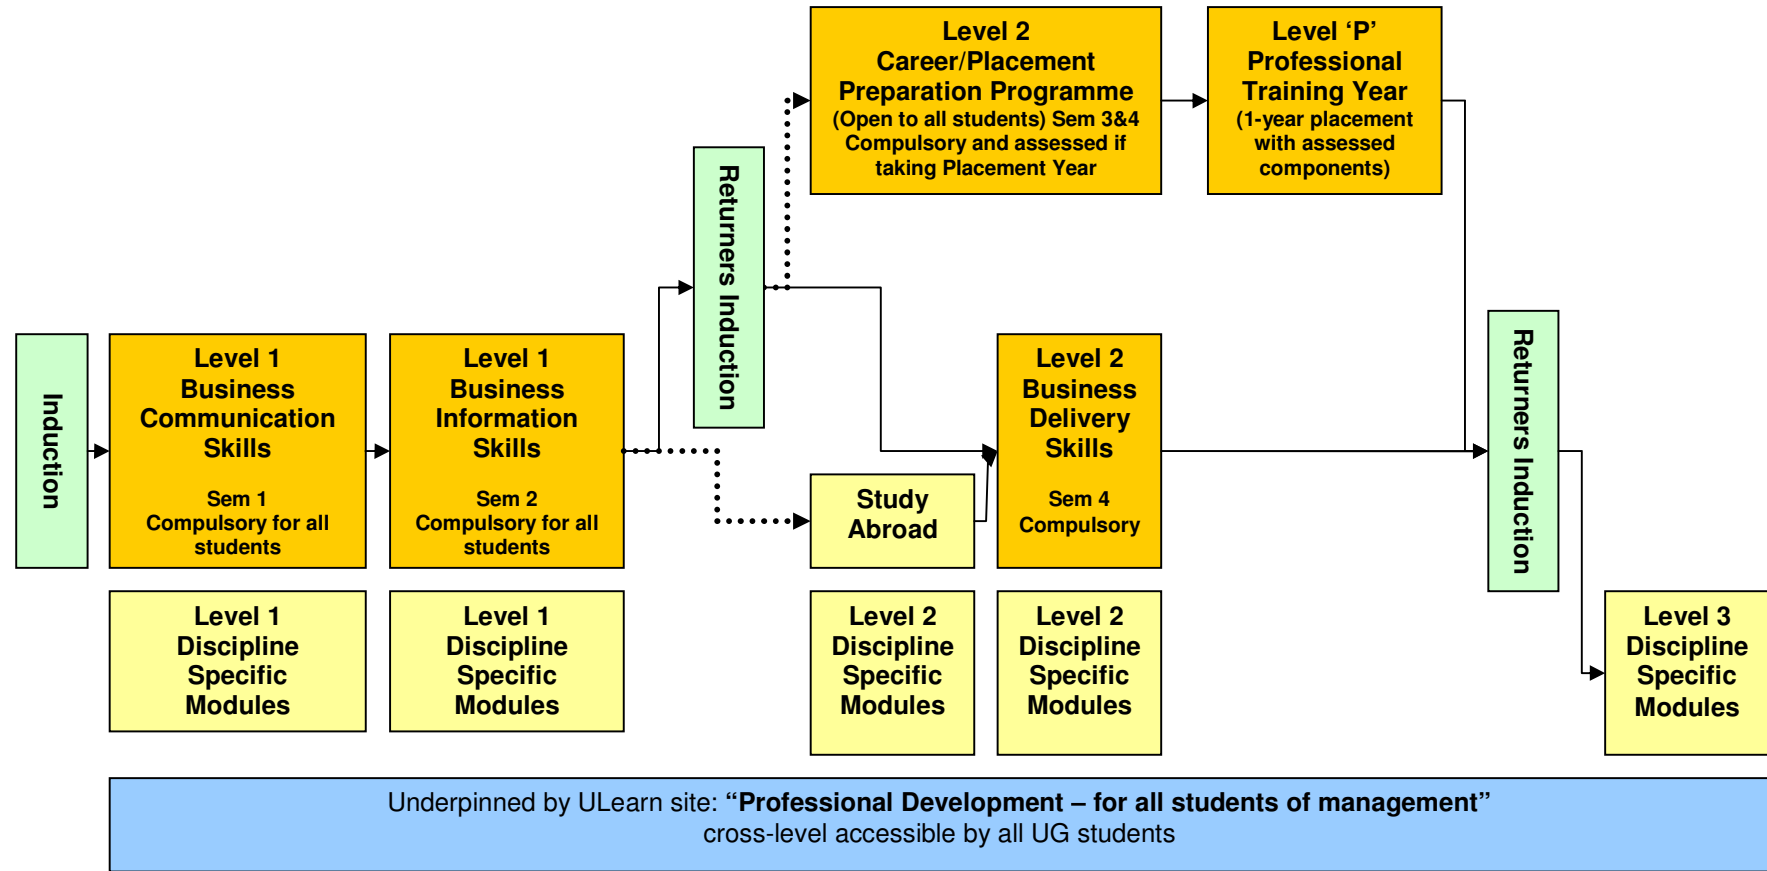 Level 2
Career/Placement
Preparation Programme
(Open to all students) Sem 3&4
Compulsory and assessed if
taking Placement Year
Level ‘P’
Professional
Training Year
(1-year placement
with assessed
components)
Returners Induction
Induction
Level 1
Business
Communication
Skills
Sem 1
Compulsory for all
students
Level 1
Business
Information
Skills
Sem 2
Compulsory for all
students
Study
Abroad
Level 2
Business
Delivery
Skills
Sem 4
Compulsory
Returners Induction
Level 1
Discipline
Specific
Modules
Level 1
Discipline
Specific
Modules
Level 2
Discipline
Specific
Modules
Level 2
Discipline
Specific
Modules
Level 3
Discipline
Specific
Modules
Underpinned by ULearn site: “Professional Development – for all students of management”
cross-level accessible by all UG students